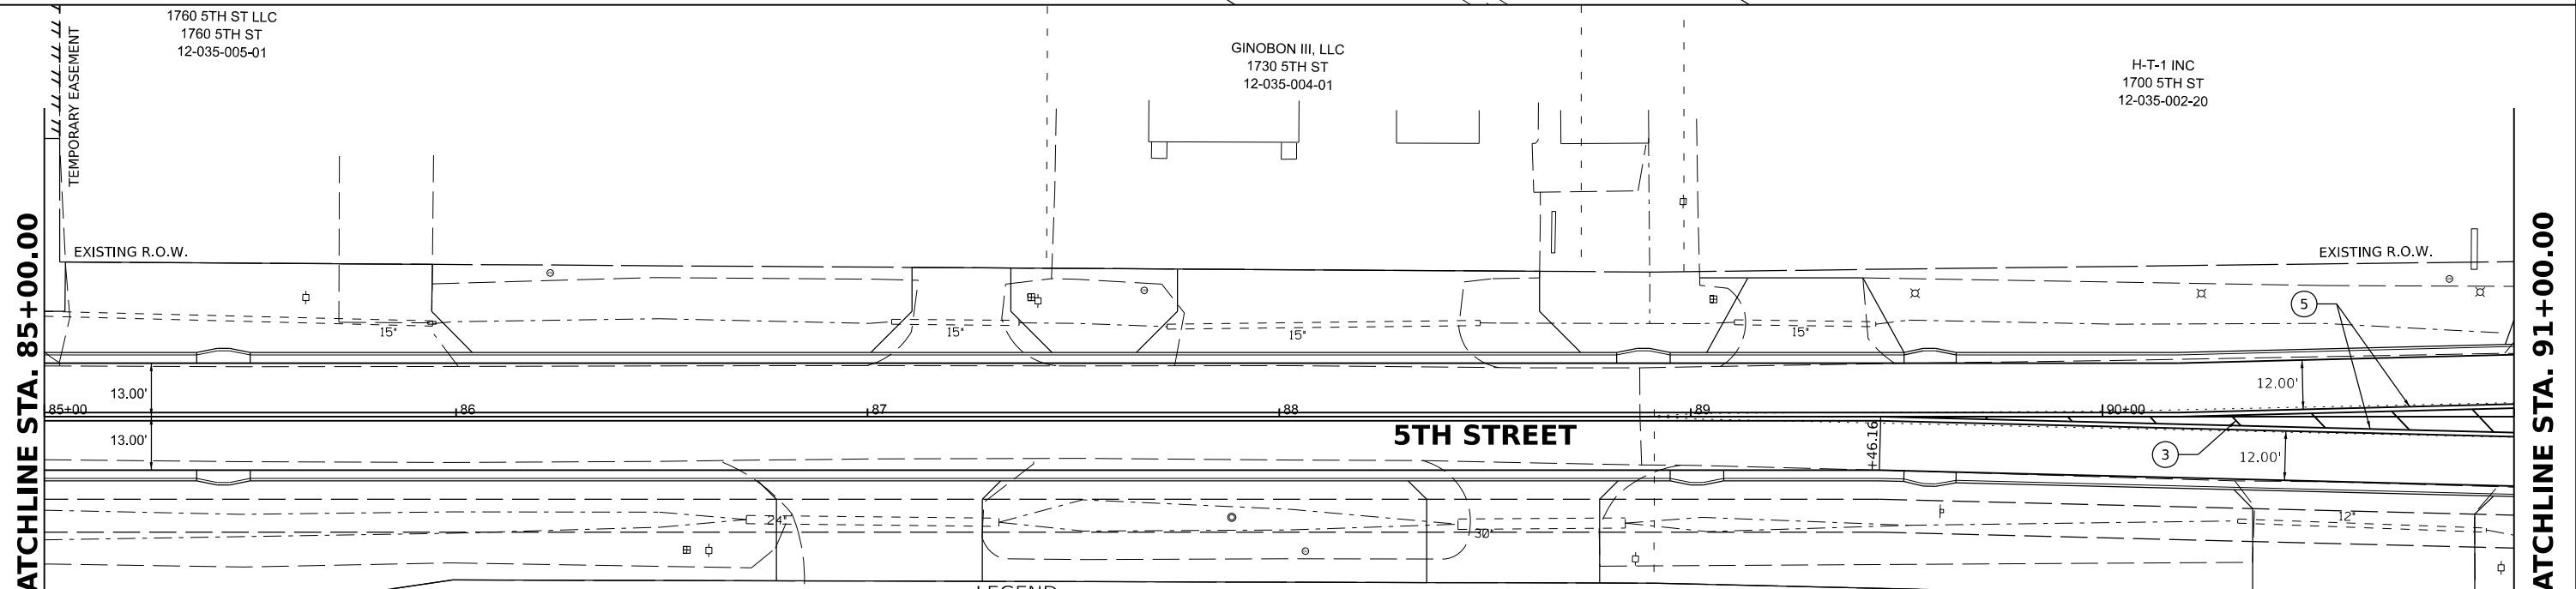 1760 5TH ST LLC
1760 5TH ST
12-035-005-01
TEMPORARY EASEMENT
GINOBON III, LLC
1730 5TH ST
12-035-004-01
H-T-1 INC
1700 5TH ST
12-035-002-20
ATCHLINE STA. 85+00.00
EXISTING R.O.W.
EXISTING R.O.W.
ATCHLINE STA. 91+00.00
5
15"
15"
15"
15"
13.00'
12.00'
85+00
86
87
88
89
90+00
13.00'
5TH STREET
+46.16
3
12.00'
24"
30"
12"